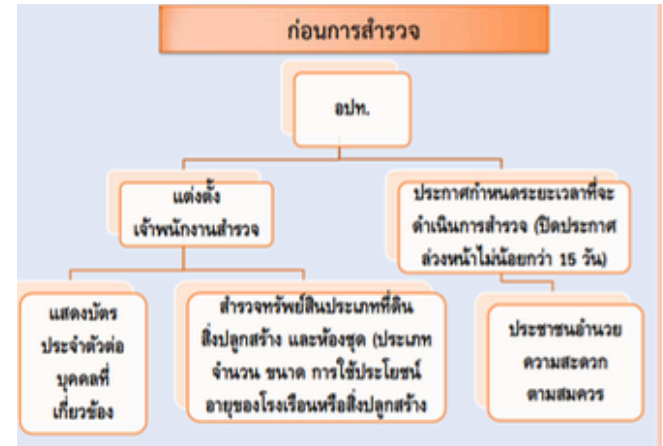 ก่อนการสำรวจ
อปท.
แต่งตั้ง
เจ้าพนักงานสำรวจ
ประกาศกำหนดระยะเวลาที่จะ
ดำเนินการสำรวจ (ปิดประกาศ
ล่วงหน้าไม่น้อยกว่า 15 วัน)
แสดงบัตร
ประจำตัวต่อ
บุคคลที่
เกี่ยวข้อง
สำรวจทรัพย์สินประเภทที่ดิน
สิ่งปลูกสร้าง และห้องชุด (ประเภท
จำนวน ขนาด การใช้ประโยชน์
อายุของโรงเรือนหรือสิ่งปลูกสร้าง
ประชาชนอำนวย
ความสะดวก
ตามสมควร